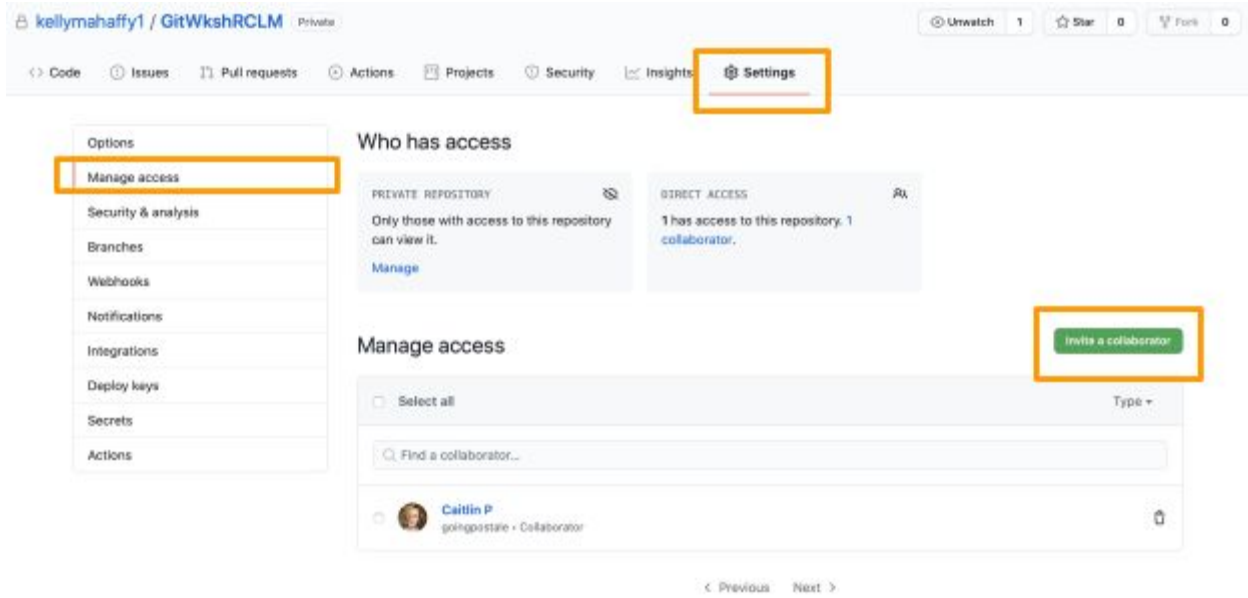 kellymahaffy1 / GitWkshRCLM Private
Unwatch 1 Star 0 Fork 0
Code Issues Pull requests Actions Projects Security Insights Settings
Options
Manage access
Security & analysis
Branches
Webhooks
Notifications
Integrations
Deploy keys
Secrets
Actions
Who has access
PRIVATE REPOSITORY
Only those with access to this repository
can view it.
Manage
DIRECT ACCESS
1 has access to this repository. 1
collaborator.
Manage access
Invite a collaborator
Select all
Type
Find a collaborator...
Caitlin P
goingpostale • Collaborator
< Previous Next >